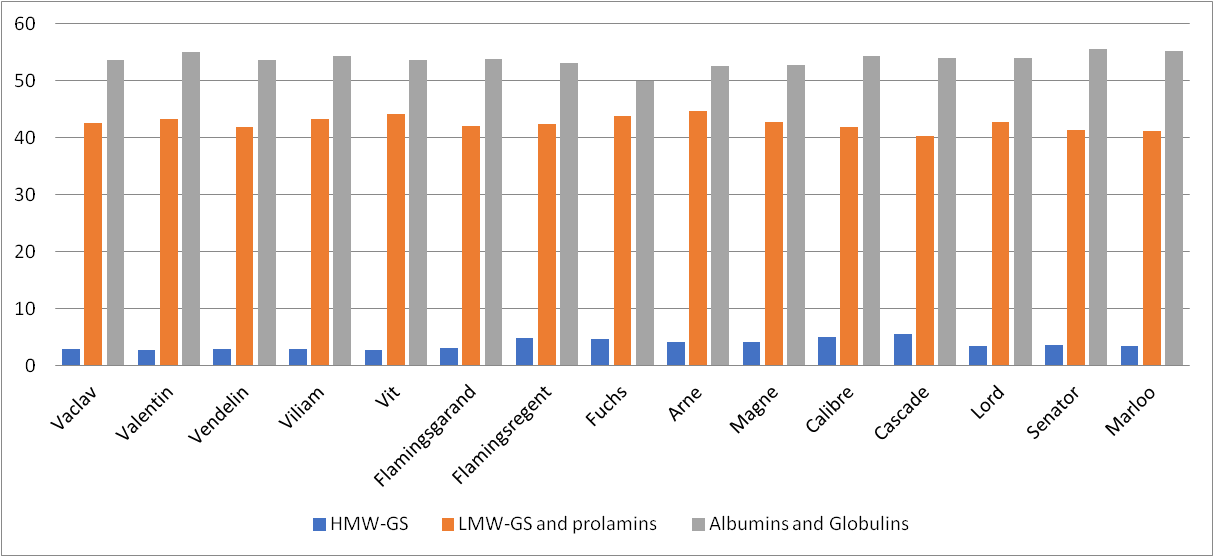 60
50
40
30
20
10
0
Vaclav
Valentin
Vendelin
Viliam
Vit
Flamingsgarand
Flamingsregent
Fuchs
Arne
Magne
Calibre
Cascade
Lord
Senator
Marloo
HMW-GS LMW-GS and prolamins Albumins and Globulins